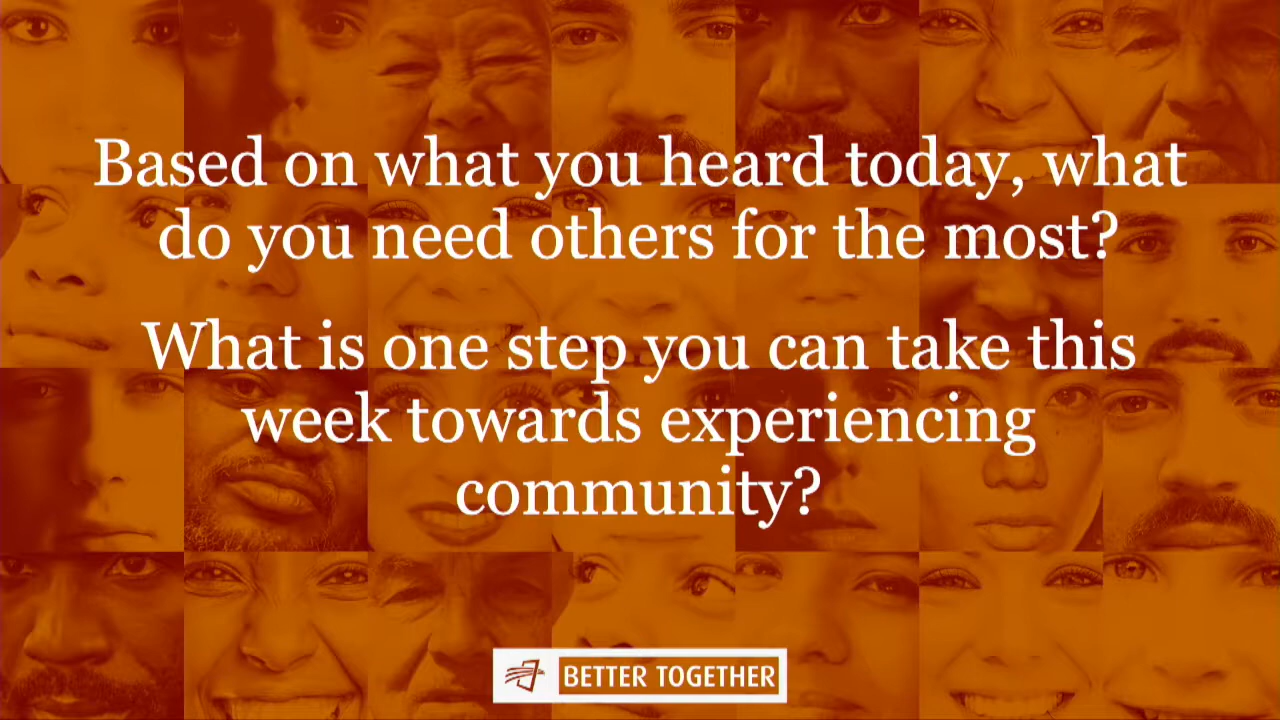 Based on what you heard today, what
do you need others for the most?
What is one step you can take this
week towards experiencing
community?
BETTER TOGETHER